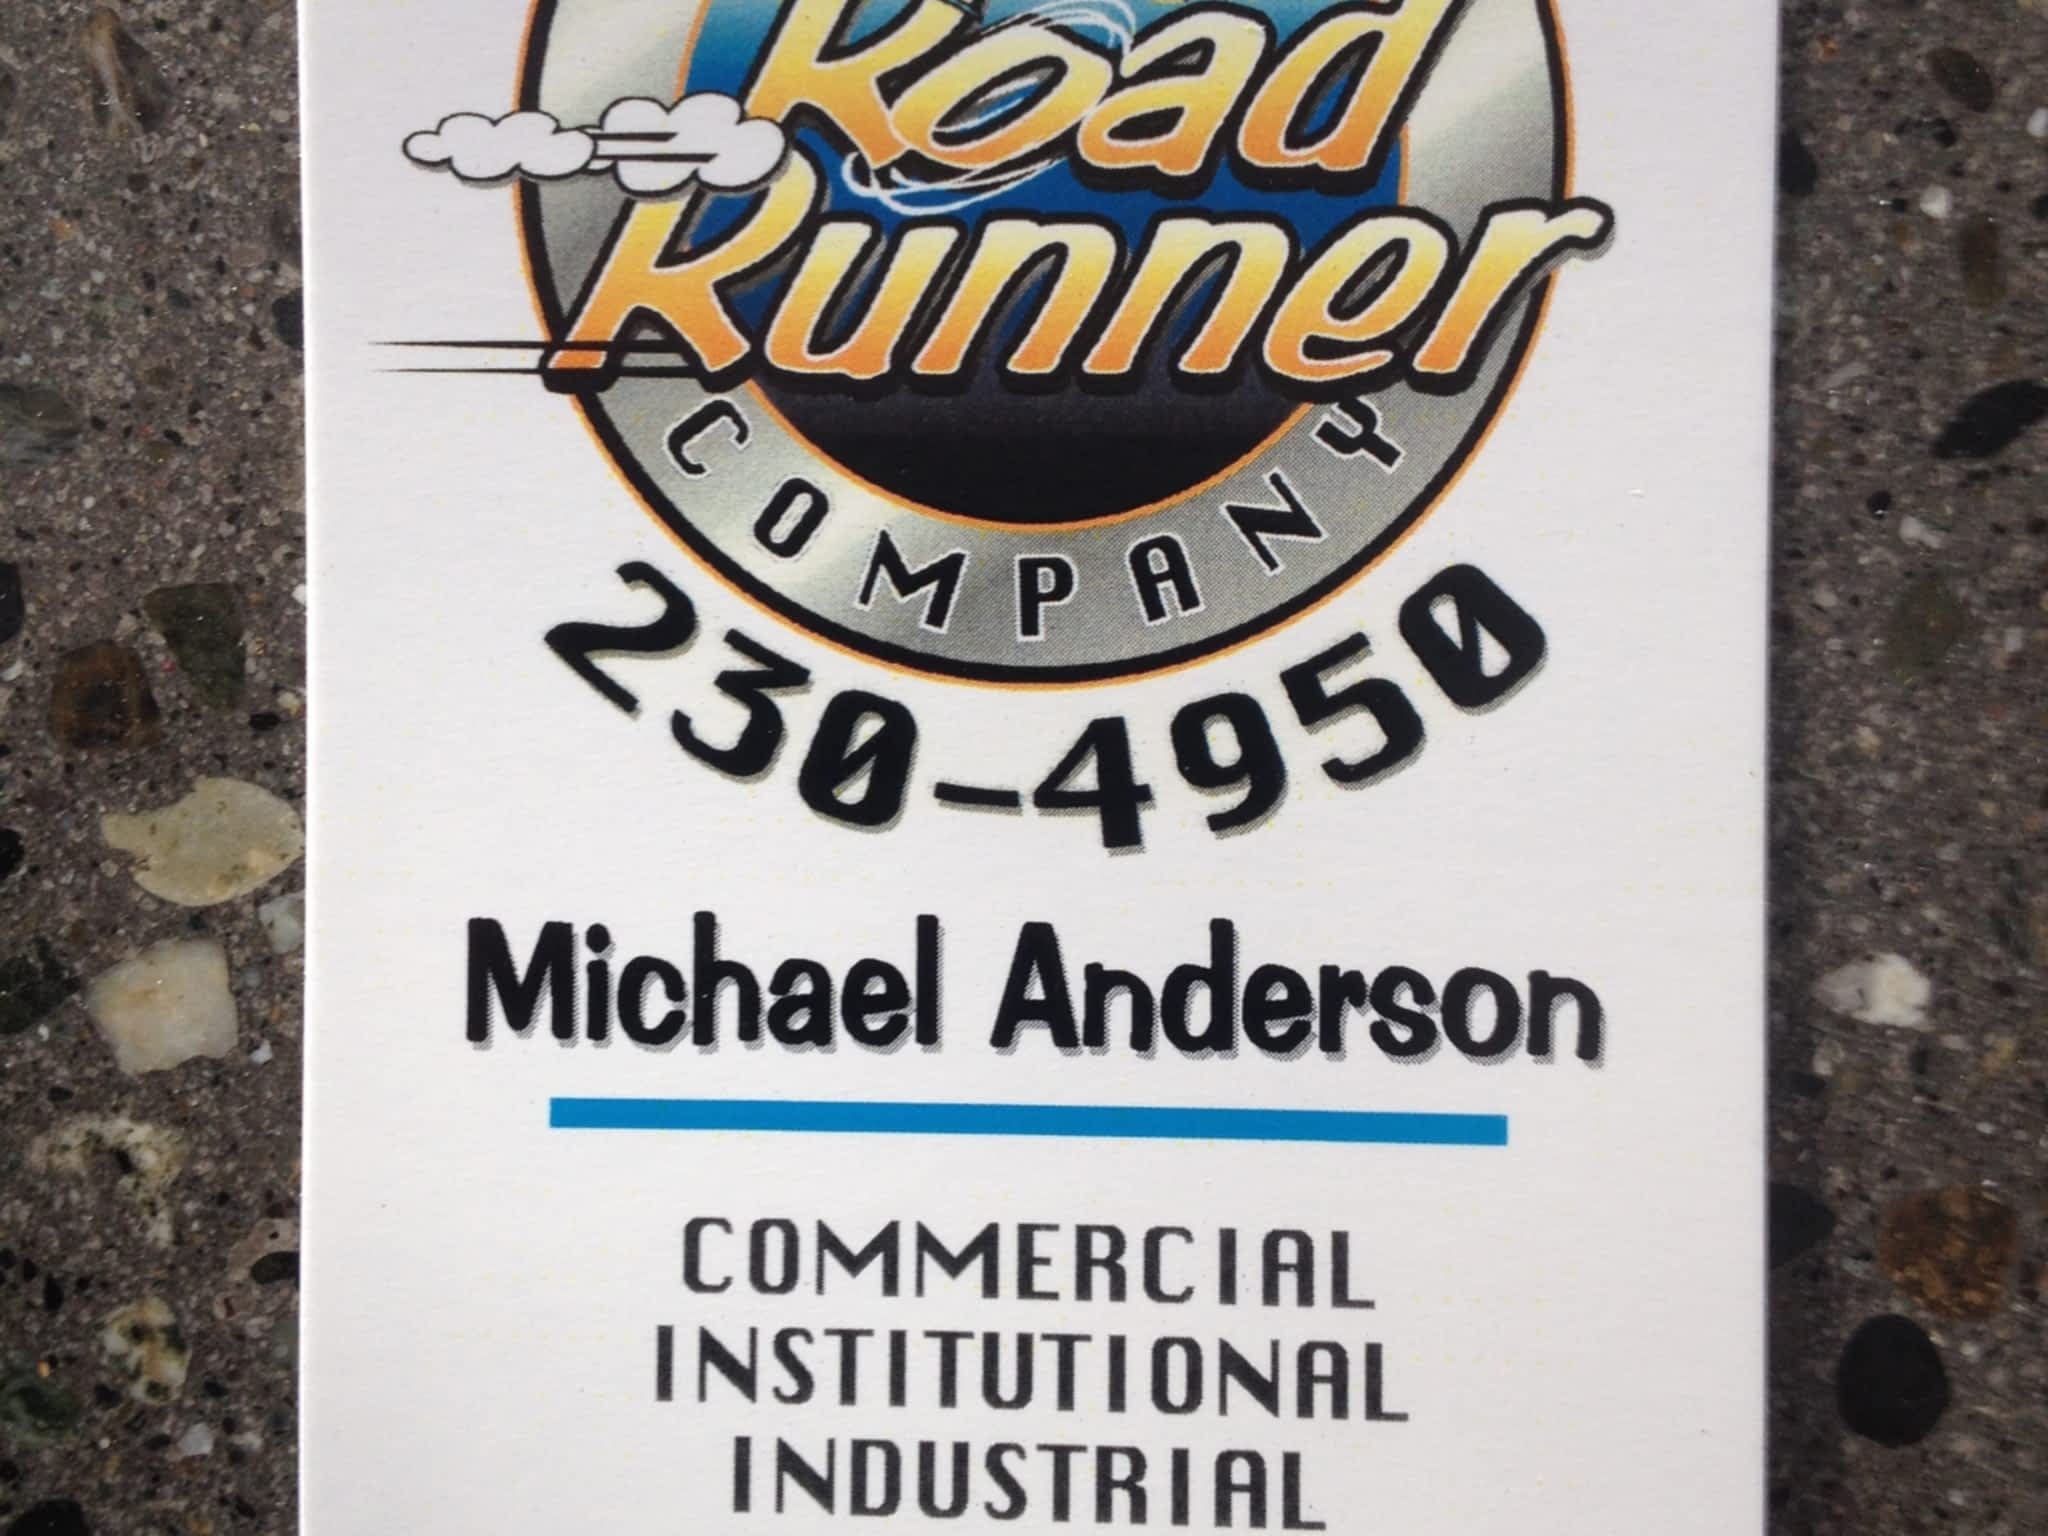 Road
Runner
COMPANY
230-4950
Michael Anderson
COMMERCIAL
INSTITUTIONAL
INDUSTRIAL